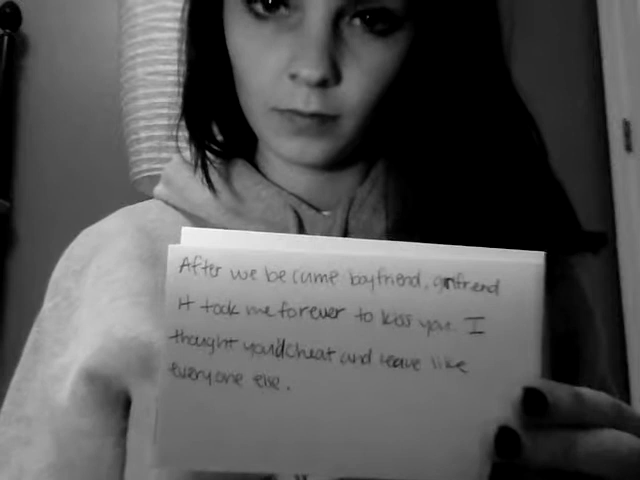 After we became boyfriend, girlfriend
it took me forever to kiss you. I
thought you'd cheat and leave like
everyone else.